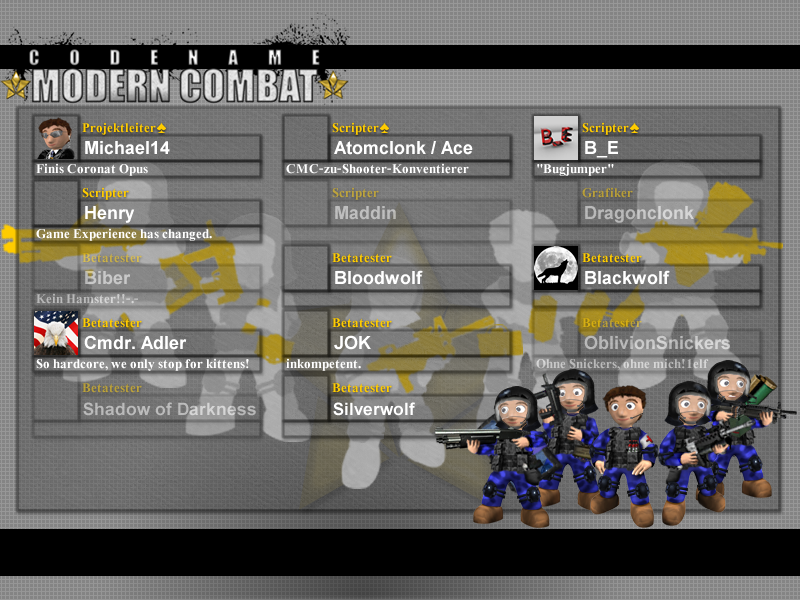 CODENAME
MODERN COMBAT
Projektleiter♠
Michael14
Finis Coronat Opus
Scripter♠
Atomclonk / Ace
CMC-zu-Shooter-Konventierer
Scripter♠
B_E
B_E
"Bugjumper"
Scripter
Henry
Game Experience has changed.
Scripter
Maddin
Grafiker
Dragonclonk
Betatester
Biber
Kein Hamster!!-.-
Betatester
Bloodwolf
Betatester
Blackwolf
Betatester
Cmdr. Adler
So hardcore, we only stop for kittens!
Betatester
JOK
inkompetent.
Betatester
OblivionSnickers
Ohne Snickers, ohne mich!1elf
Betatester
Shadow of Darkness
Betatester
Silverwolf